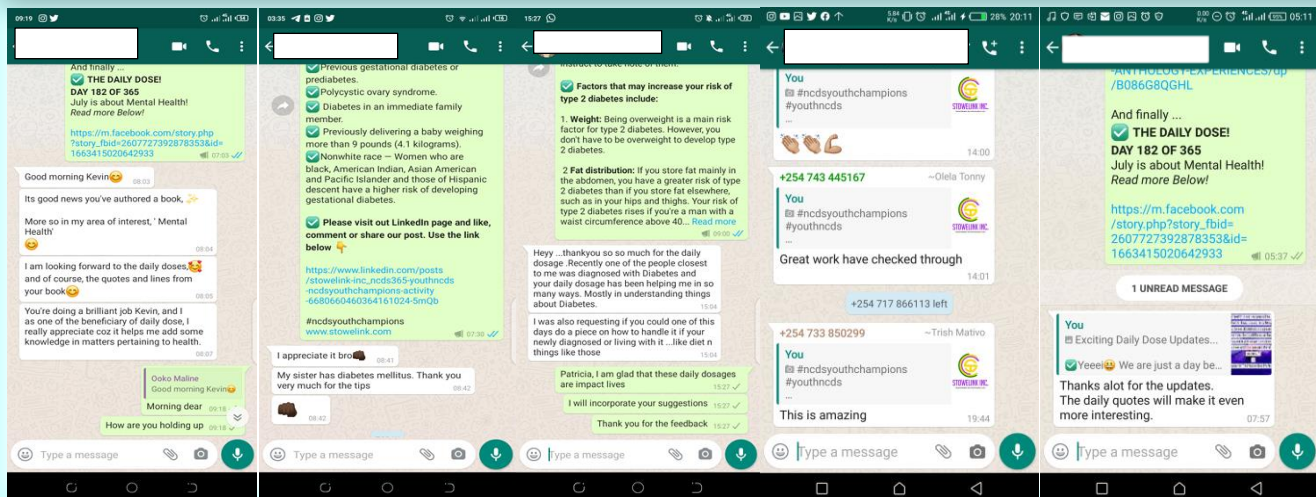 09:19
And finally ...
✅ THE DAILY DOSE!
DAY 182 OF 365
July is about Mental Health!
Read more Below!
https://m.facebook.com/story.php
?story_fbid=2607727392878353&id=
1663415020642933
07:03
Good morning Kevin😊
08:03
Its good news you've authored a book, ✨
More so in my area of interest, ' Mental
Health'
😊
08:04
I am looking forward to the daily doses,🥰
and of course, the quotes and lines from
your book😊
08:05
You're doing a brilliant job Kevin, and I
as one of the beneficiary of daily dose, I
really appreciate coz it helps me add some
knowledge in matters pertaining to health.
08:07
Ooko Maline
Good morning Kevin😊
Morning dear 09:18
How are you holding up 09:18
Type a message
03:35
✅Previous gestational diabetes or
prediabetes.
✅Polycystic ovary syndrome.
✅ Diabetes in an immediate family
member.
✅ Previously delivering a baby weighing
more than 9 pounds (4.1 kilograms).
✅Nonwhite race — Women who are
black, American Indian, Asian American
and Pacific Islander and those of Hispanic
descent have a higher risk of developing
gestational diabetes.
✅ Please visit out LinkedIn page and like,
comment or share our post. Use the link
below 👇
https://www.linkedin.com/posts
/stowelink-inc_ncds365-youthncds
-ncdsyouthchampions-activity
-6680660460364161024-5mQb
#ncdsyouthchampions
www.stowelink.com
07:38
I appreciate it bro✊🏿 08:41
My sister has diabetes mellitus. Thank you
very much for the tips 08:42
✊🏿
08:42
Type a message
15:27
instruct to take note of them.
✅ Factors that may increase your risk of
type 2 diabetes include:
1. Weight: Being overweight is a main risk
factor for type 2 diabetes. However, you
don't have to be overweight to develop type
2 diabetes.
2 Fat distribution: If you store fat mainly in
the abdomen, you have a greater risk of type
2 diabetes than if you store fat elsewhere,
such as in your hips and thighs. Your risk of
type 2 diabetes rises if you're a man with a
waist circumference above 40... Read more
09:00
Heyy ...thankyou so so much for the daily
dosage .Recently one of the people closest
to me was diagnosed with Diabetes and
your daily dosage has been helping me in so
many ways. Mostly in understanding things
about Diabetes.
15:04
I was also requesting if you could one of this
days do a piece on how to handle it if your
newly diagnosed or living with it ...like diet n
things like those
15:04
Patricia, I am glad that these daily dosages
are impact lives
15:27
I will incorporate your suggestions 15:27
Thank you for the feedback 15:27
Type a message
5.84 K/s 4G 28% 20:11
You
#ncdsyouthchampions
#youthncds
...
STOWELINK INC.
👏🏽👏🏽💪🏽
14:00
+254 743 445167 ~Olela Tonny
You
#ncdsyouthchampions
#youthncds
...
STOWELINK INC.
Great work have checked through
14:01
+254 717 866113 left
+254 733 850299 ~Trish Mativo
You
#ncdsyouthchampions
#youthncds
...
STOWELINK INC.
This is amazing
19:44
Type a message
0.00 K/s 4G 95% 05:11
-ANTHOLOGY-EXPERIENCES/dp
/B086G8QGHL
And finally ...
✅ THE DAILY DOSE!
DAY 182 OF 365
July is about Mental Health!
Read more Below!
https://m.facebook.com
/story.php?story_fbid=
2607727392878353&id=
1663415020642933
05:37
1 UNREAD MESSAGE
You
Exciting Daily Dose Updates...
✅Yeeei😃 We are just a day be...
Thanks alot for the updates.
The daily quotes will make it even
more interesting.
07:57
Type a message